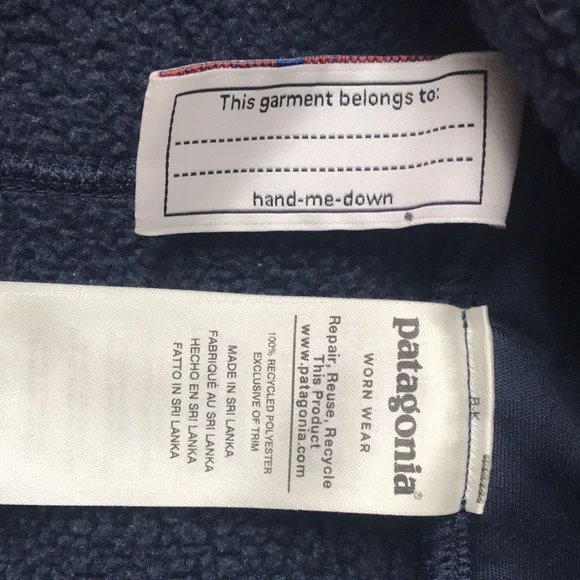 This garment belongs to:
hand-me-down
patagonia®
WORN WEAR
Repair, Reuse, Recycle
This Product
www.patagonia.com
100% RECYCLED POLYESTER
EXCLUSIVE OF TRIM
MADE IN SRI LANKA
FABRIQUÉ AU SRI LANKA
HECHO EN SRI LANKA
FATTO IN SRI LANKA